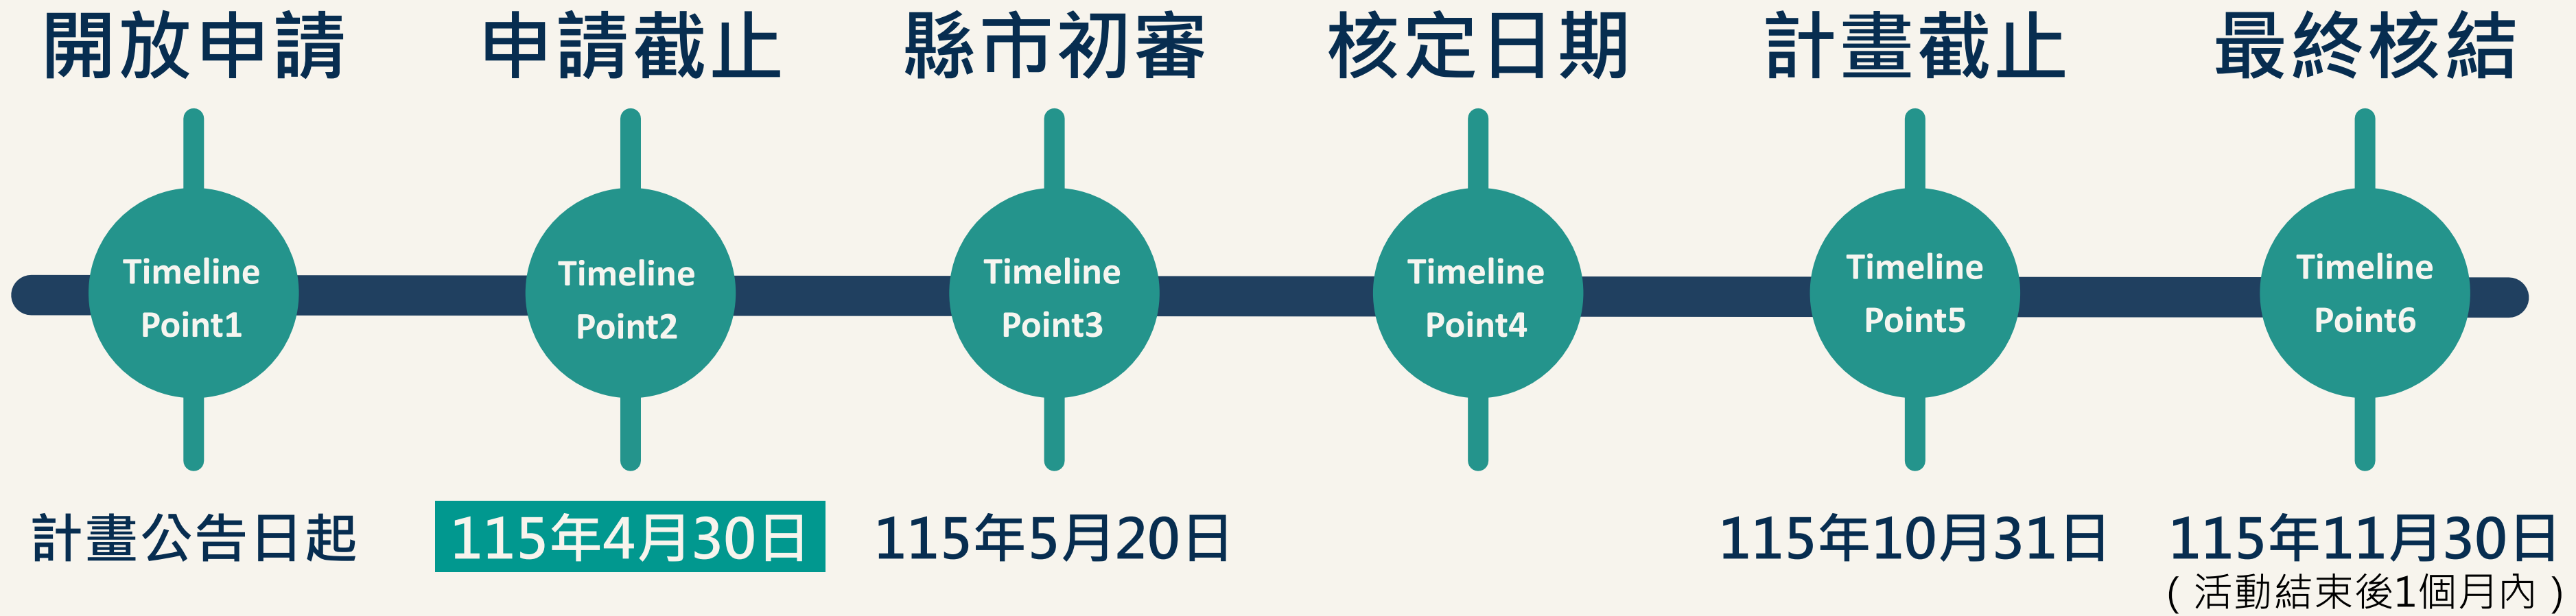 開放申請
申請截止
縣市初審
核定日期
計畫截止
最終核結
Timeline
Point1
Timeline
Point2
Timeline
Point3
Timeline
Point4
Timeline
Point5
Timeline
Point6
計畫公告日起
115年4月30日
115年5月20日
115年10月31日
115年11月30日
( 活動結束後1個月內 )